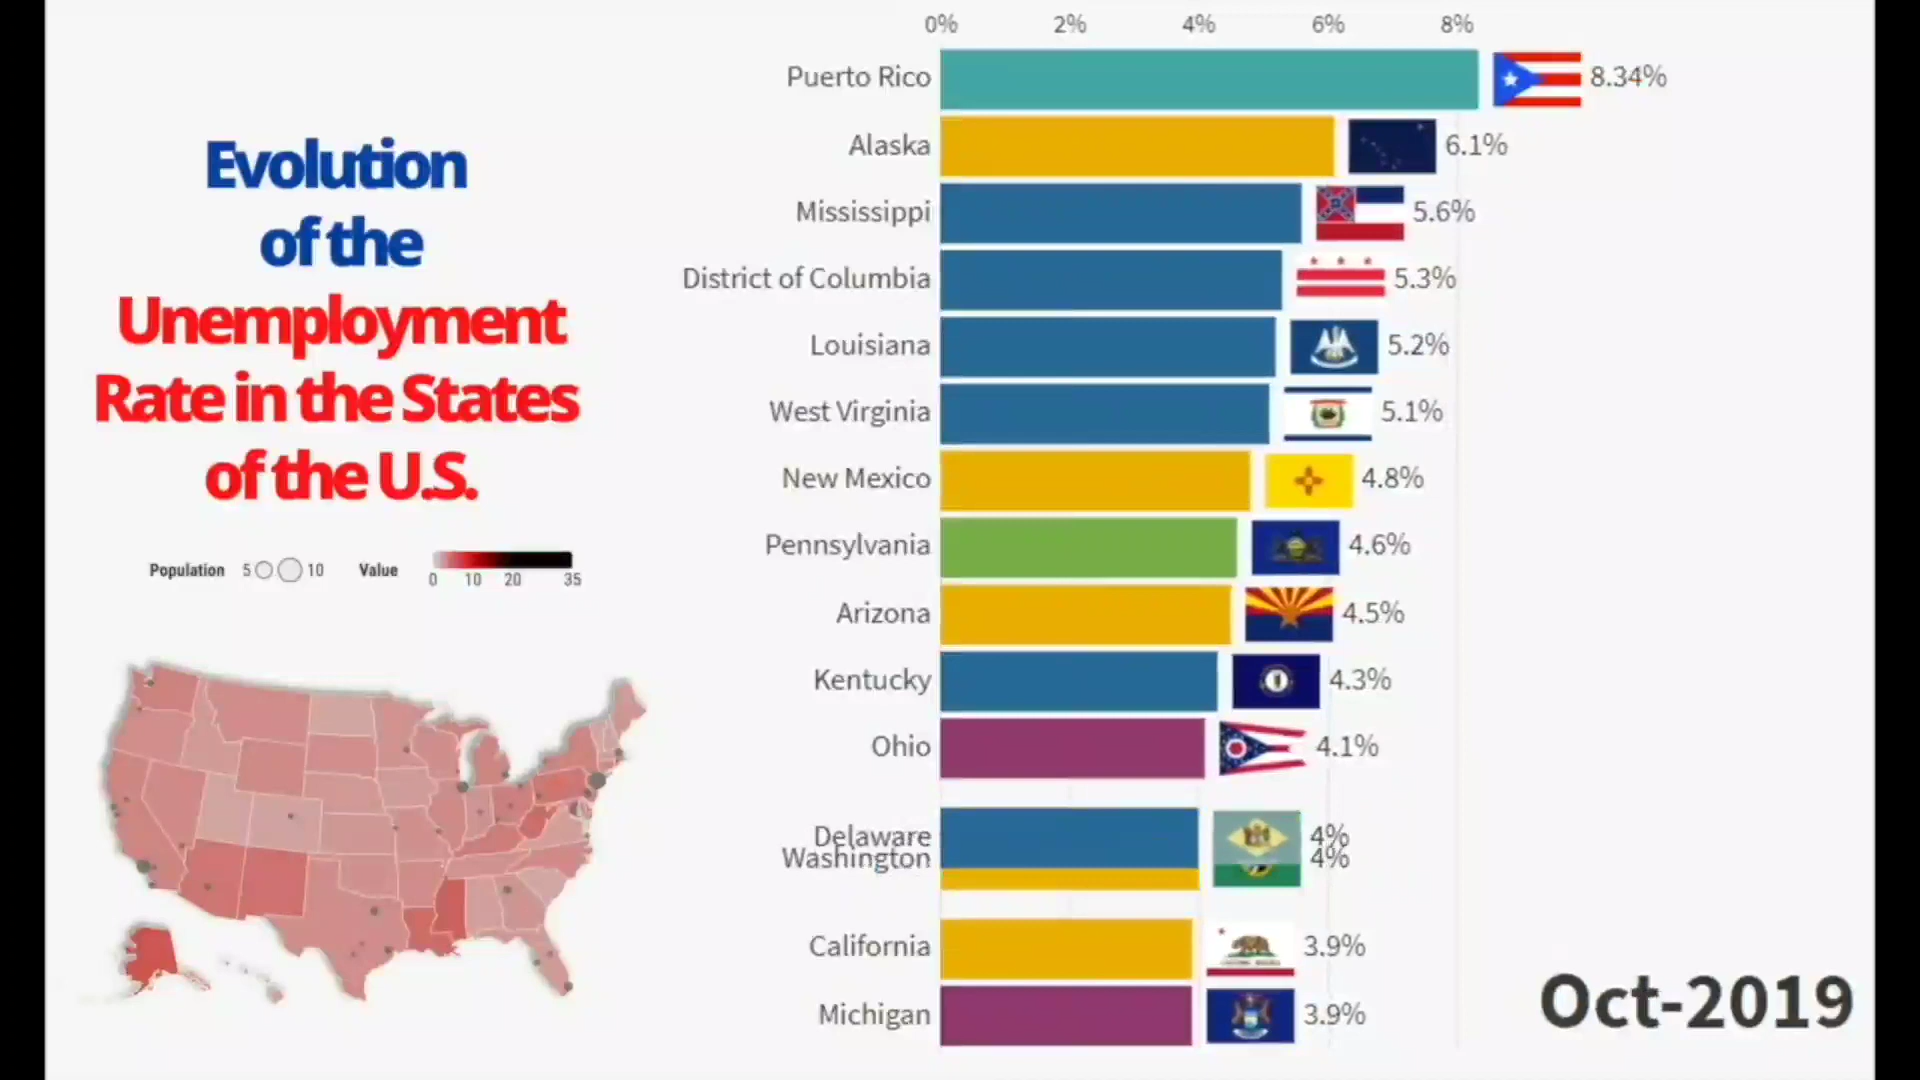 0% 2% 4% 6% 8%
Puerto Rico 8.34%
Alaska 6.1%
Mississippi 5.6%
District of Columbia 5.3%
Louisiana 5.2%
West Virginia 5.1%
New Mexico 4.8%
Pennsylvania 4.6%
Arizona 4.5%
Kentucky 4.3%
Ohio 4.1%
Delaware 4%
Washington 4%
California 3.9%
Michigan 3.9%
Oct-2019
Evolution
of the
Unemployment
Rate in the States
of the U.S.
Population 5 10 Value
0 10 20 35